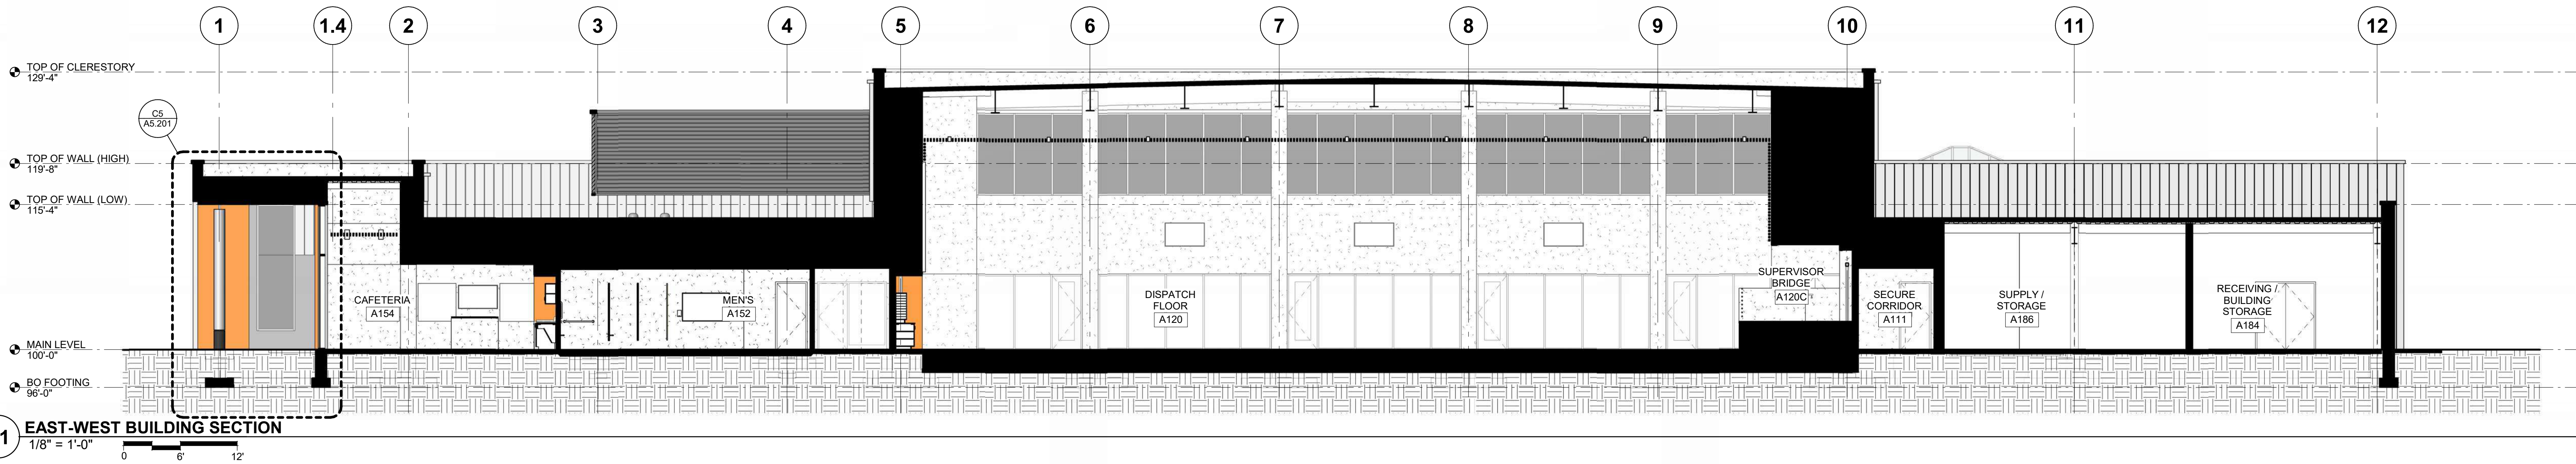 1
1.4
2
3
4
5
6
7
8
9
10
11
12
TOP OF CLERESTORY
129'-4"
C5
A5.201
TOP OF WALL (HIGH)
119'-8"
TOP OF WALL (LOW)
115'-4"
CAFETERIA
A154
MEN'S
A152
DISPATCH
FLOOR
A120
SUPERVISOR
BRIDGE
A120C
SECURE
CORRIDOR
A111
SUPPLY /
STORAGE
A186
RECEIVING /
BUILDING
STORAGE
A184
MAIN LEVEL
100'-0"
BO FOOTING
96'-0"
1
EAST-WEST BUILDING SECTION
1/8" = 1'-0"
0
6'
12'